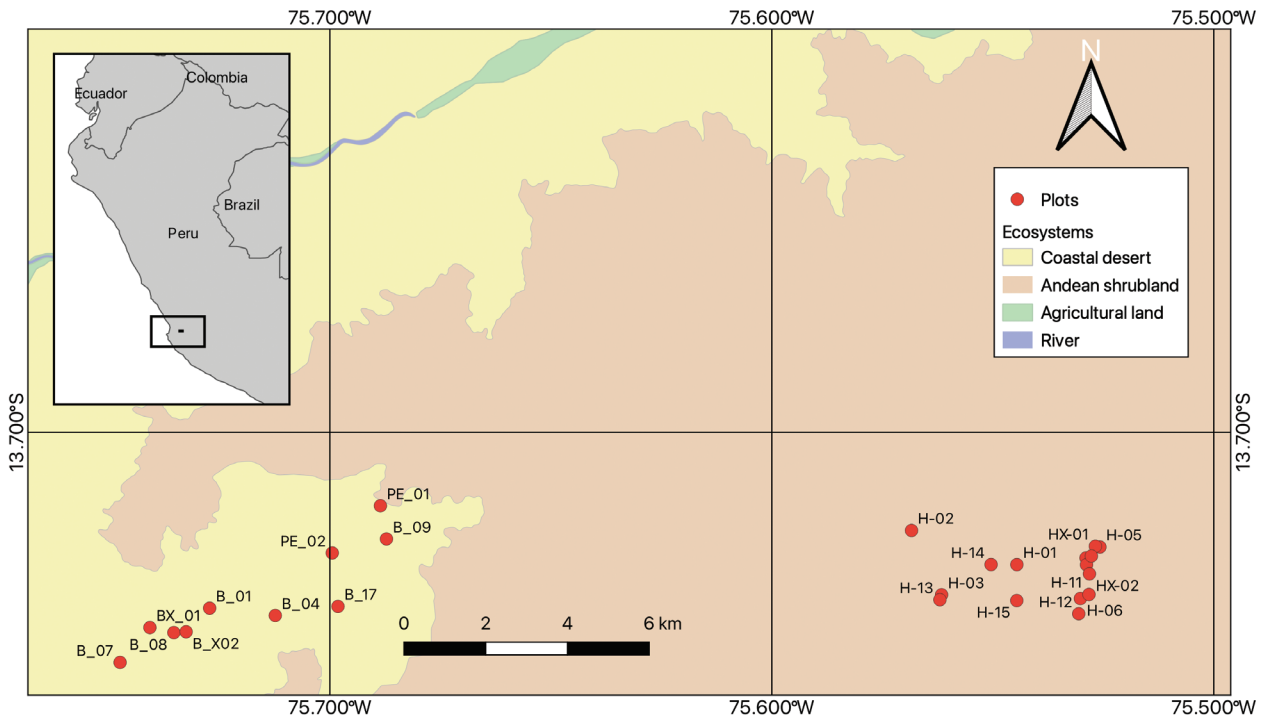 75.700°W 75.600°W 75.500°W
Colombia
Ecuador
Brazil
Peru
N
Plots
Ecosystems
Coastal desert
Andean shrubland
Agricultural land
River
13.700°S 13.700°S
PE_01
B_09
PE_02
B_17
B_04
B_01
BX_01
B_08 B_X02
B_07
0 2 4 6 km
H-02
HX-01 H-05
H-14 H-01
H-13 H-03
H-11 HX-02
H-15 H-12 H-06
75.700°W 75.600°W 75.500°W